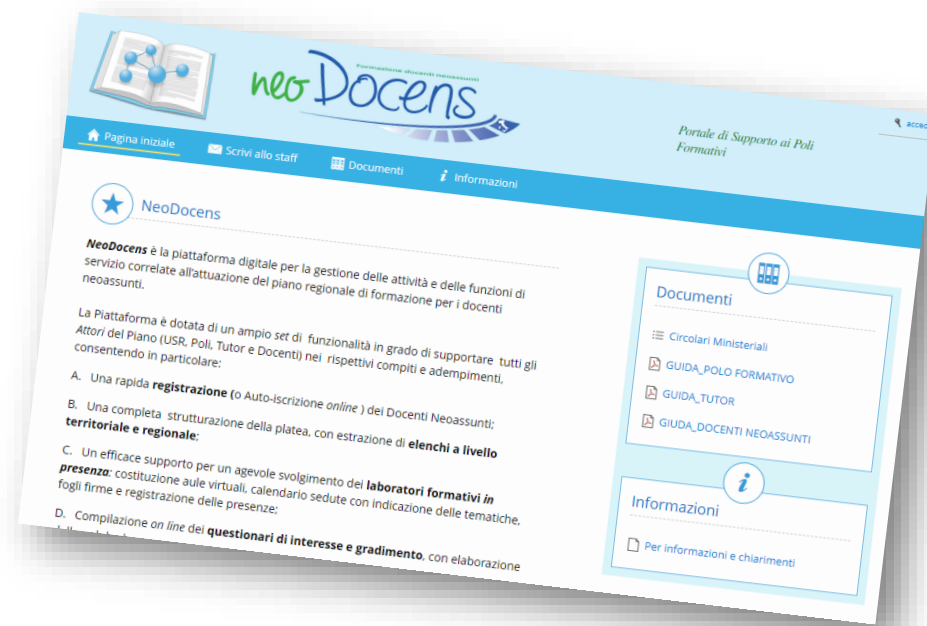 Formazione docenti neoassunti
neoDocens
Portale di Supporto ai Poli
Formativi
Pagina iniziale
Scrivi allo staff
Documenti
Informazioni
NeoDocens
NeoDocens è la piattaforma digitale per la gestione delle attività e delle funzioni di
servizio correlate all'attuazione del piano regionale di formazione per i docenti
neoassunti.
La Piattaforma è dotata di un ampio set di funzionalità in grado di supportare tutti gli
Attori del Piano (USR, Poli, Tutor e Docenti) nei rispettivi compiti e adempimenti,
consentendo in particolare:
A. Una rapida registrazione (o Auto-iscrizione online ) dei Docenti Neoassunti;
B. Una completa strutturazione della platea, con estrazione di elenchi a livello
territoriale e regionale;
C. Un efficace supporto per un agevole svolgimento dei laboratori formativi in
presenza: costituzione aule virtuali, calendario sedute con indicazione delle tematiche,
fogli firme e registrazione delle presenze;
D. Compilazione on line dei questionari di interesse e gradimento, con elaborazione
Documenti
Circolari Ministeriali
GUIDA_POLO FORMATIVO
GUIDA_TUTOR
GIUDA_DOCENTI NEOASSUNTI
Informazioni
Per informazioni e chiarimenti